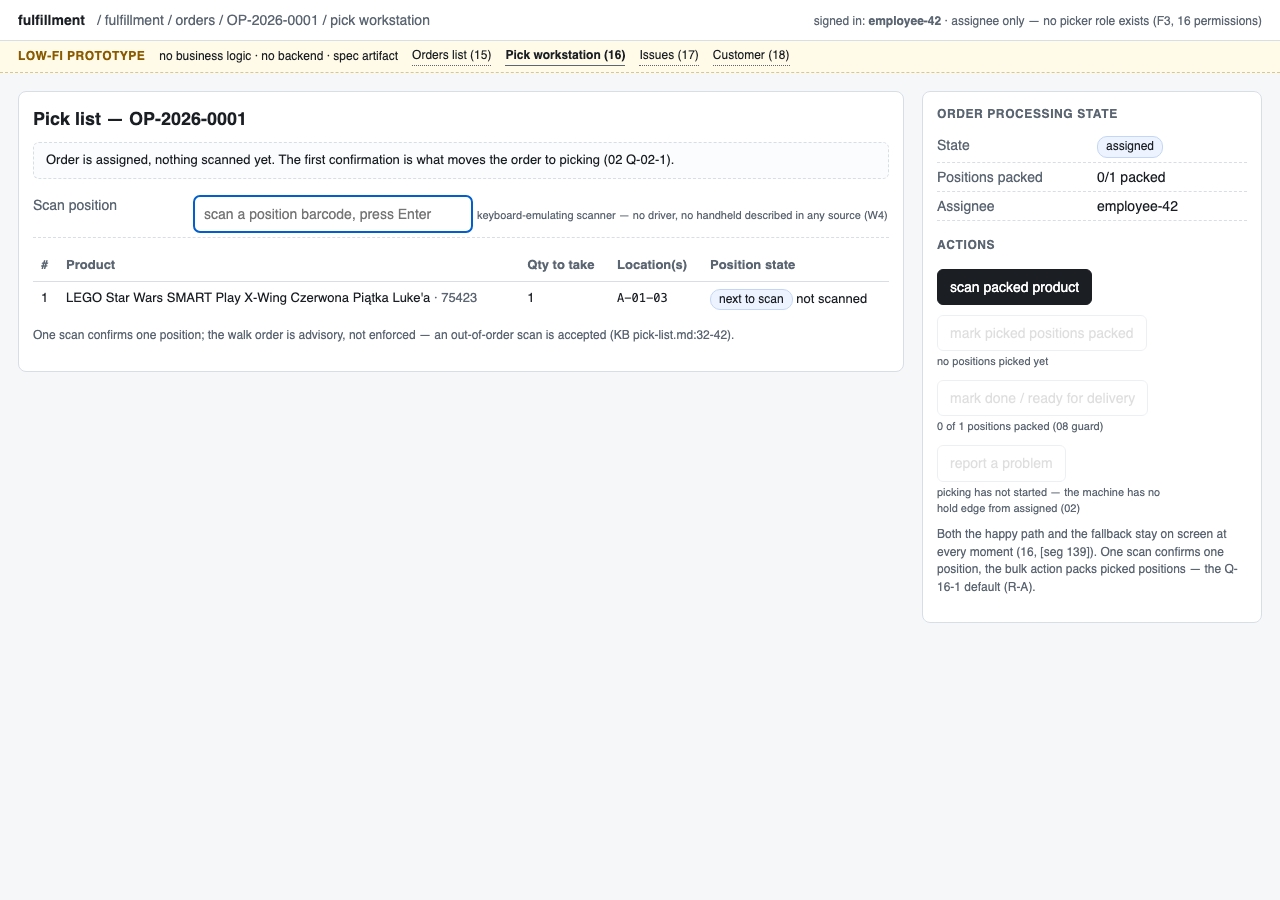 fulfillment / fulfillment / orders / OP-2026-0001 / pick workstation
signed in: employee-42 · assignee only — no picker role exists (F3, 16 permissions)
LOW-FI PROTOTYPE no business logic · no backend · spec artifact Orders list (15) Pick workstation (16) Issues (17) Customer (18)
Pick list — OP-2026-0001
Order is assigned, nothing scanned yet. The first confirmation is what moves the order to picking (02 Q-02-1).
Scan position scan a position barcode, press Enter keyboard-emulating scanner — no driver, no handheld described in any source (W4)
# Product Qty to take Location(s) Position state
1 LEGO Star Wars SMART Play X-Wing Czerwona Piątka Luke'a · 75423 1 A-01-03 next to scan not scanned
One scan confirms one position; the walk order is advisory, not enforced — an out-of-order scan is accepted (KB pick-list.md:32-42).
ORDER PROCESSING STATE
State assigned
Positions packed 0/1 packed
Assignee employee-42
ACTIONS
scan packed product
mark picked positions packed
no positions picked yet
mark done / ready for delivery
0 of 1 positions packed (08 guard)
report a problem
picking has not started — the machine has no
hold edge from assigned (02)
Both the happy path and the fallback stay on screen at
every moment (16, [seg 139]). One scan confirms one
position, the bulk action packs picked positions — the Q-
16-1 default (R-A).